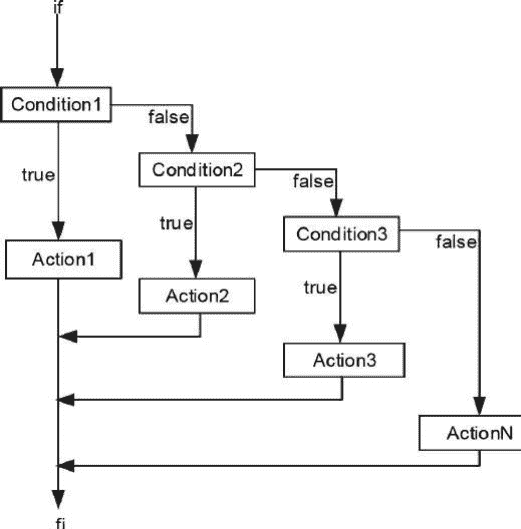 if
Condition1
false
true
Condition2
false
true
Condition3
false
Action1
true
Action2
Action3
ActionN
fi